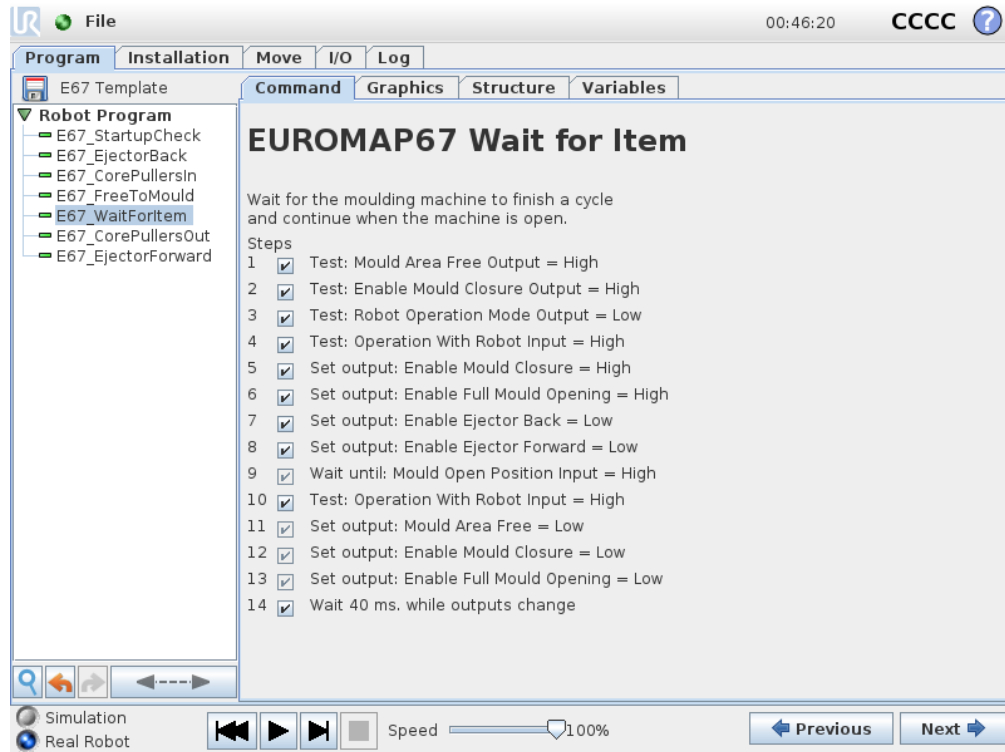 UR File 00:46:20 CCCC ?
Program Installation Move I/O Log
E67 Template Command Graphics Structure Variables
Robot Program
E67_StartupCheck
E67_EjectorBack
E67_CorePullersIn
E67_FreeToMould
E67_WaitForItem
E67_CorePullersOut
E67_EjectorForward
EUROMAP67 Wait for Item
Wait for the moulding machine to finish a cycle
and continue when the machine is open.
Steps
1 Test: Mould Area Free Output = High
2 Test: Enable Mould Closure Output = High
3 Test: Robot Operation Mode Output = Low
4 Test: Operation With Robot Input = High
5 Set output: Enable Mould Closure = High
6 Set output: Enable Full Mould Opening = High
7 Set output: Enable Ejector Back = Low
8 Set output: Enable Ejector Forward = Low
9 Wait until: Mould Open Position Input = High
10 Test: Operation With Robot Input = High
11 Set output: Mould Area Free = Low
12 Set output: Enable Mould Closure = Low
13 Set output: Enable Full Mould Opening = Low
14 Wait 40 ms. while outputs change
Simulation
Real Robot
Speed 100%
Previous Next